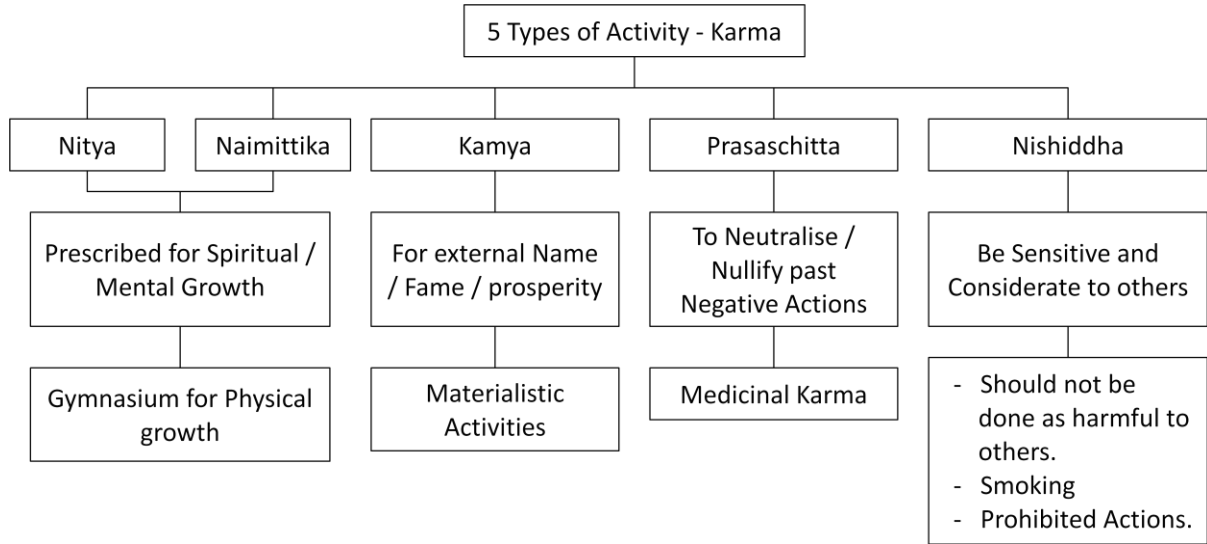 5 Types of Activity - Karma
Nitya
Naimittika
Kamya
Prasaschitta
Nishiddha
Prescribed for Spiritual /
Mental Growth
For external Name
/ Fame / prosperity
To Neutralise /
Nullify past
Negative Actions
Be Sensitive and
Considerate to others
Gymnasium for Physical
growth
Materialistic
Activities
Medicinal Karma
- Should not be
done as harmful to
others.
- Smoking
- Prohibited Actions.